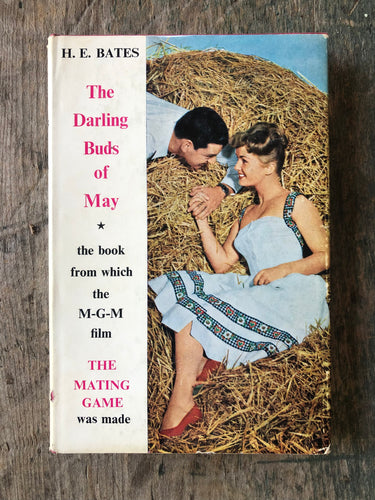 H. E. BATES
The
Darling
Buds
of
May
★
the book
from which
the
M-G-M
film
THE
MATING
GAME
was made